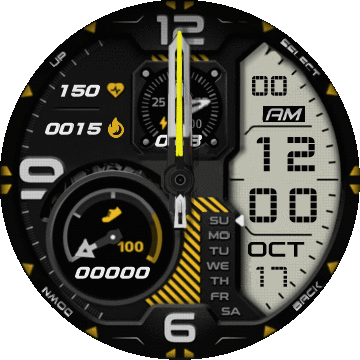 12
UP
SELECT
150
00
25
AM
0015
12
9
00
SU
MO
OCT
TU
100
WE
17
00000
TH
FR
SA
DOWN
BACK
6